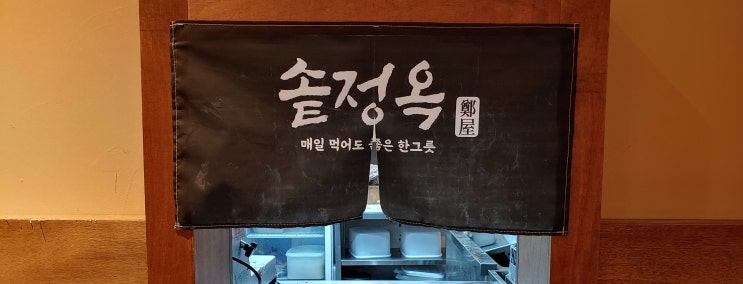 솥정옥
鄭屋
매일 먹어도 좋은 한그릇